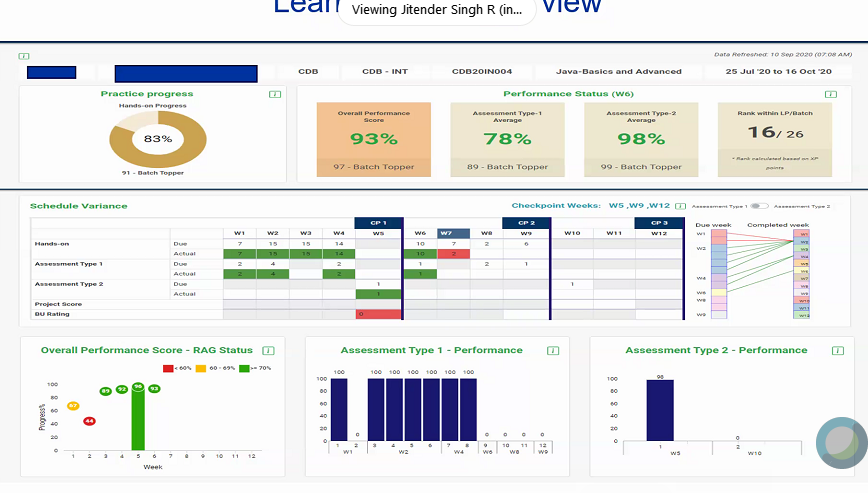 Learn
view
Viewing Jitender Singh R (in...
Data Refreshed: 10 Sep 2020 (07:08 AM)
CDB CDB - INT CDB20IN004 Java-Basics and Advanced 25 Jul '20 to 16 Oct '20
Practice progress
Hands-on Progress
83%
91 - Batch Topper
Performance Status (W6)
Overall Performance Score
93%
97 - Batch Topper
Assessment Type-1 Average
78%
89 - Batch Topper
Assessment Type-2 Average
98%
99 - Batch Topper
Rank within LP/Batch
16/ 26
* Rank calculated based on XP points
Schedule Variance
Checkpoint Weeks: W5 ,W9 ,W12
Assessment Type 1 Assessment Type 2
CP 1 CP 2 CP 3
W1 W2 W3 W4 W5 W6 W7 W8 W9 W10 W11 W12
Hands-on Due 7 15 15 14 10 7 2 6
Actual 7 15 15 14 10 2
Assessment Type 1 Due 2 4 2 1 2 1
Actual 2 4 2 1
Assessment Type 2 Due 1 1
Actual 1
Project Score
BU Rating 0
Due week Completed week
W1 W1
W2 W2
W3
W4 W4
W5
W6
W7
W8
W9
W10
W11
W12
Overall Performance Score - RAG Status
< 60% 60 - 69% >= 70%
Progress%
100
80
60
40
20
0
67 44 89 92 96 93
1 2 3 4 5 6 7 8 9 10 11 12
Week
Assessment Type 1 - Performance
100
80
60
40
20
0
100 0 100 100 100 100 100 100 0 0 0 0
1 2 3 4 5 6 7 8 9 10 11 12
W1 W2 W4 W6 W8 W9
Assessment Type 2 - Performance
100
80
60
40
20
0
98 0
1 2
W5 W10